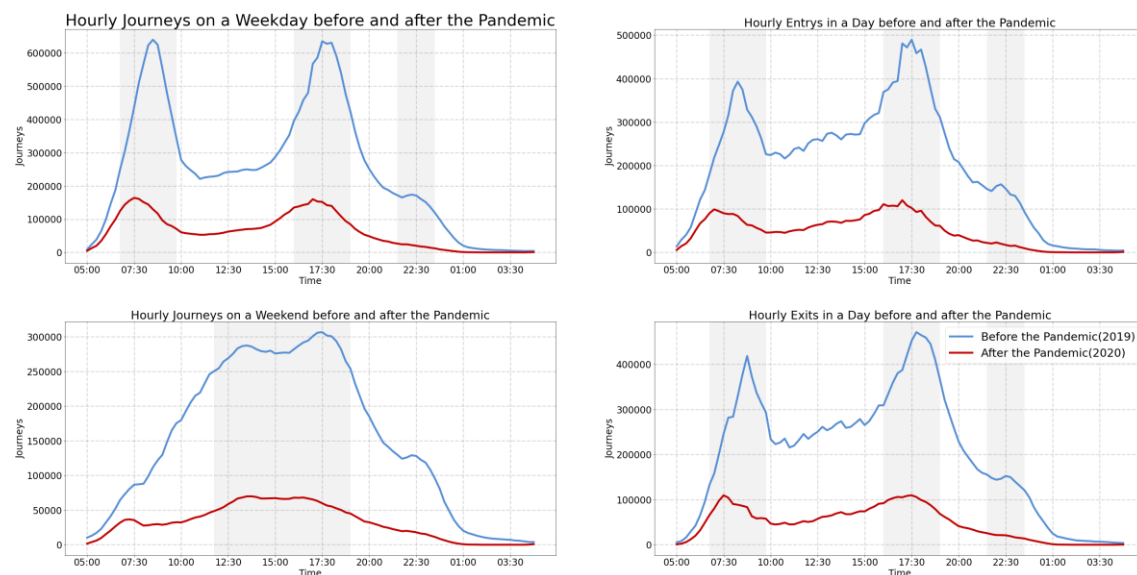 Hourly Journeys on a Weekday before and after the Pandemic
600000
500000
400000
300000
200000
100000
0
Journeys
05:00 07:30 10:00 12:30 15:00 17:30 20:00 22:30 01:00 03:30
Time
Hourly Entrys in a Day before and after the Pandemic
500000
400000
300000
200000
100000
0
Journeys
05:00 07:30 10:00 12:30 15:00 17:30 20:00 22:30 01:00 03:30
Time
Hourly Journeys on a Weekend before and after the Pandemic
300000
250000
200000
150000
100000
50000
0
Journeys
05:00 07:30 10:00 12:30 15:00 17:30 20:00 22:30 01:00 03:30
Time
Hourly Exits in a Day before and after the Pandemic
Before the Pandemic(2019)
After the Pandemic(2020)
400000
300000
200000
100000
0
Journeys
05:00 07:30 10:00 12:30 15:00 17:30 20:00 22:30 01:00 03:30
Time